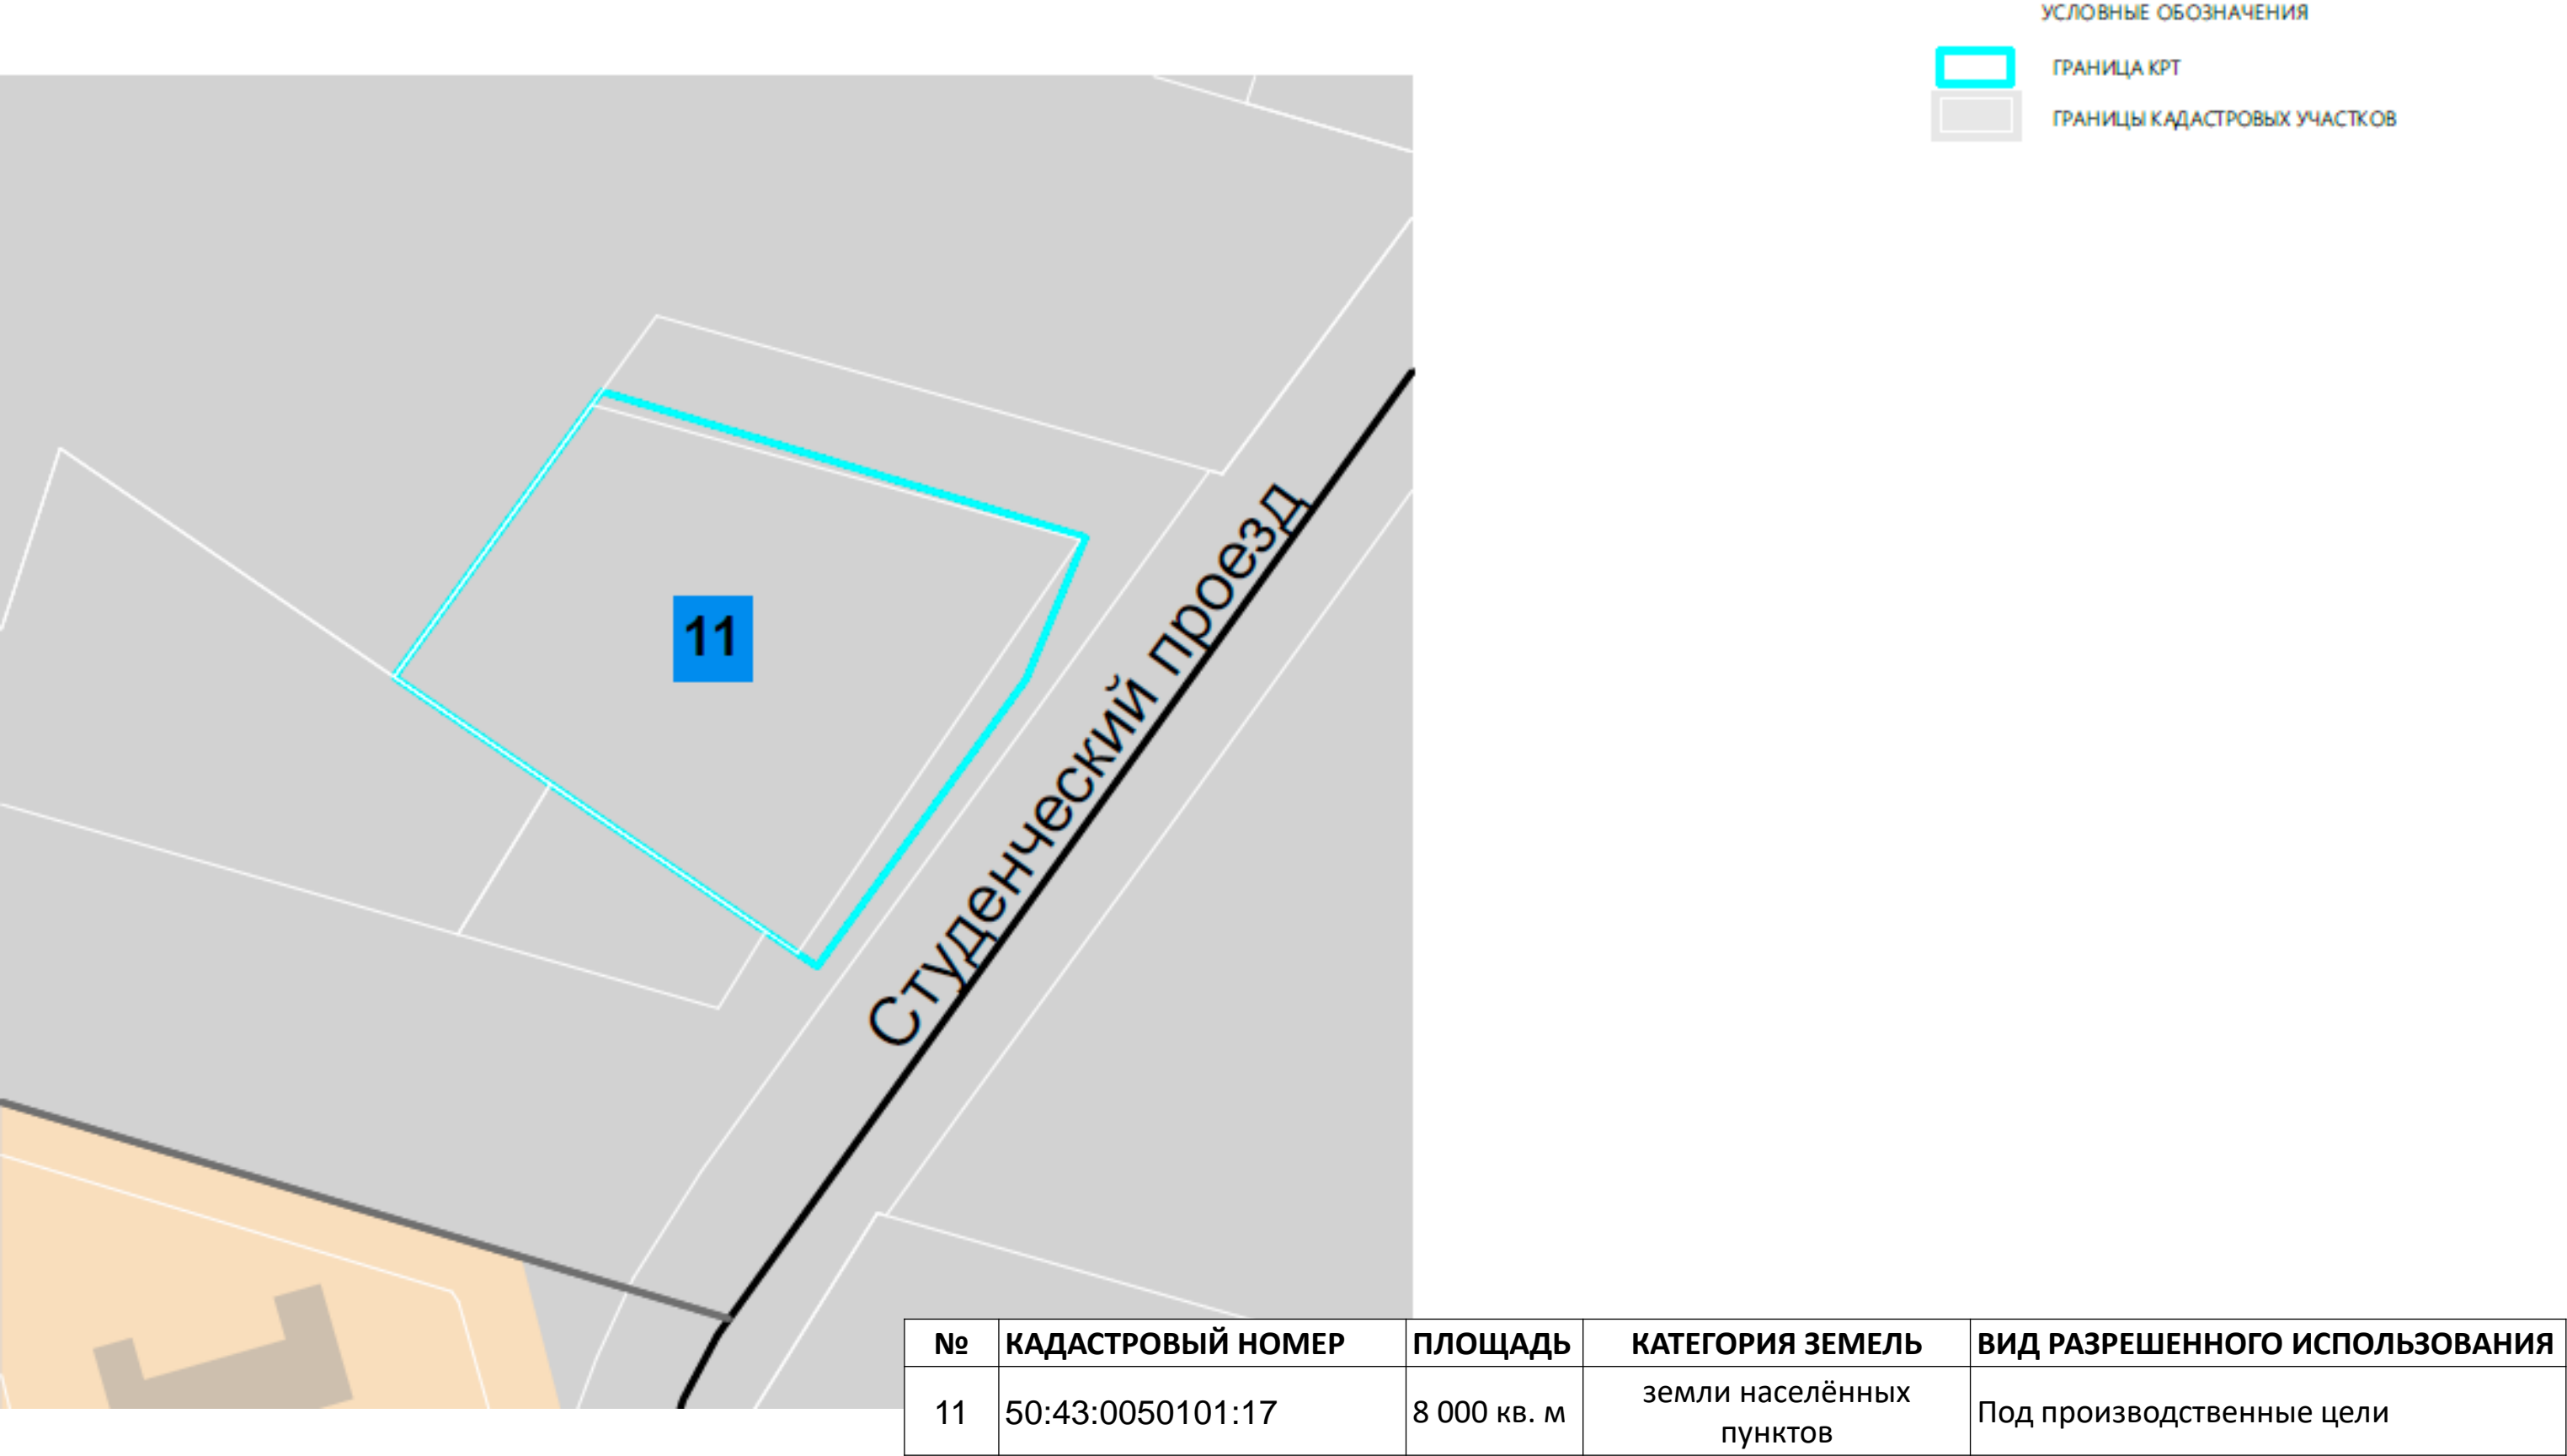 УСЛОВНЫЕ ОБОЗНАЧЕНИЯ
ГРАНИЦА КРТ
ГРАНИЦЫ КАДАСТРОВЫХ УЧАСТКОВ
11
Студенческий проезд
№ КАДАСТРОВЫЙ НОМЕР ПЛОЩАДЬ КАТЕГОРИЯ ЗЕМЕЛЬ ВИД РАЗРЕШЕННОГО ИСПОЛЬЗОВАНИЯ
11 50:43:0050101:17 8 000 кв. м земли населённых
пунктов Под производственные цели